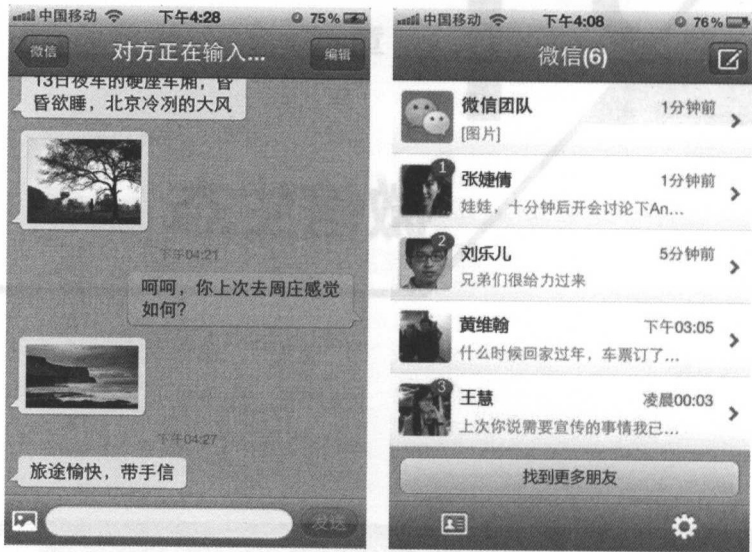 中国移动 下午4:28 75%
微信 对方正在输入... 编辑
13日夜车的硬座车厢，昏
昏欲睡，北京冷冽的大风
下午04:21
呵呵，你上次去周庄感觉
如何?
下午04:27
旅途愉快，带手信
发送
中国移动 下午4:08 76%
微信(6)
微信团队 1分钟前
[图片]
1
张婕倩 1分钟前
娃娃，十分钟后开会讨论下An...
2
刘乐儿 5分钟前
兄弟们很给力过来
黄维翰 下午03:05
什么时候回家过年，车票订了...
3
王慧 凌晨00:03
上次你说需要宣传的事情我已...
找到更多朋友